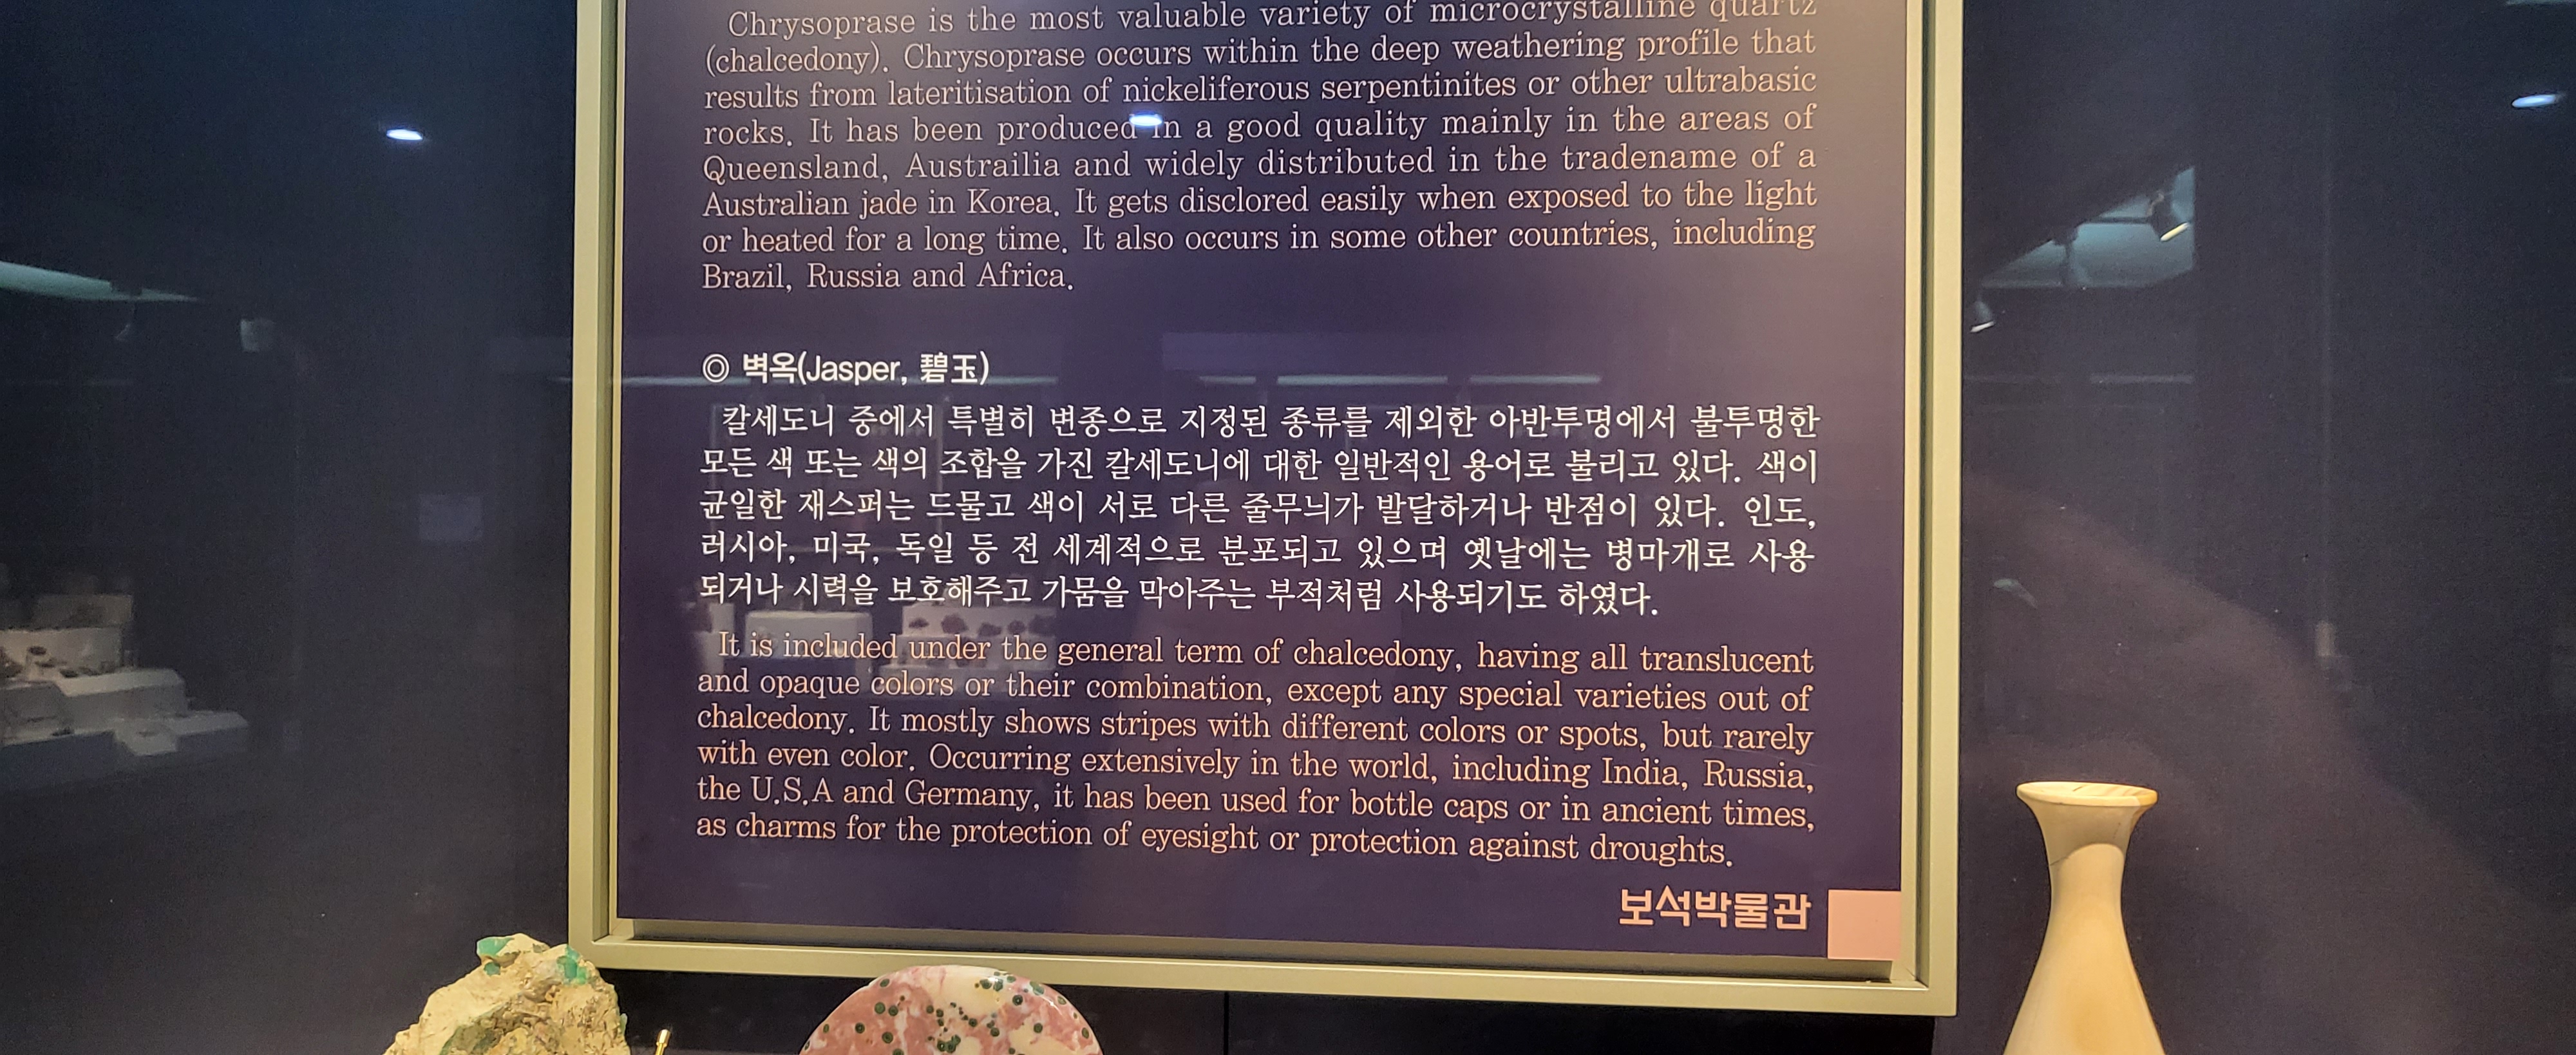 Chrysoprase is the most valuable variety of microcrystalline quartz
(chalcedony). Chrysoprase occurs within the deep weathering profile that
results from lateritisation of nickeliferous serpentinites or other ultrabasic
rocks. It has been produced in a good quality mainly in the areas of
Queensland, Austrailia and widely distributed in the tradename of a
Australian jade in Korea. It gets disclored easily when exposed to the light
or heated for a long time. It also occurs in some other countries, including
Brazil, Russia and Africa.
◎ 벽옥(Jasper, 碧玉)
칼세도니 중에서 특별히 변종으로 지정된 종류를 제외한 아반투명에서 불투명한
모든 색 또는 색의 조합을 가진 칼세도니에 대한 일반적인 용어로 불리고 있다. 색이
균일한 재스퍼는 드물고 색이 서로 다른 줄무늬가 발달하거나 반점이 있다. 인도,
러시아, 미국, 독일 등 전 세계적으로 분포되고 있으며 옛날에는 병마개로 사용
되거나 시력을 보호해주고 가뭄을 막아주는 부적처럼 사용되기도 하였다.
It is included under the general term of chalcedony, having all translucent
and opaque colors or their combination, except any special varieties out of
chalcedony. It mostly shows stripes with different colors or spots, but rarely
with even color. Occurring extensively in the world, including India, Russia,
the U.S.A and Germany, it has been used for bottle caps or in ancient times,
as charms for the protection of eyesight or protection against droughts.
보석박물관